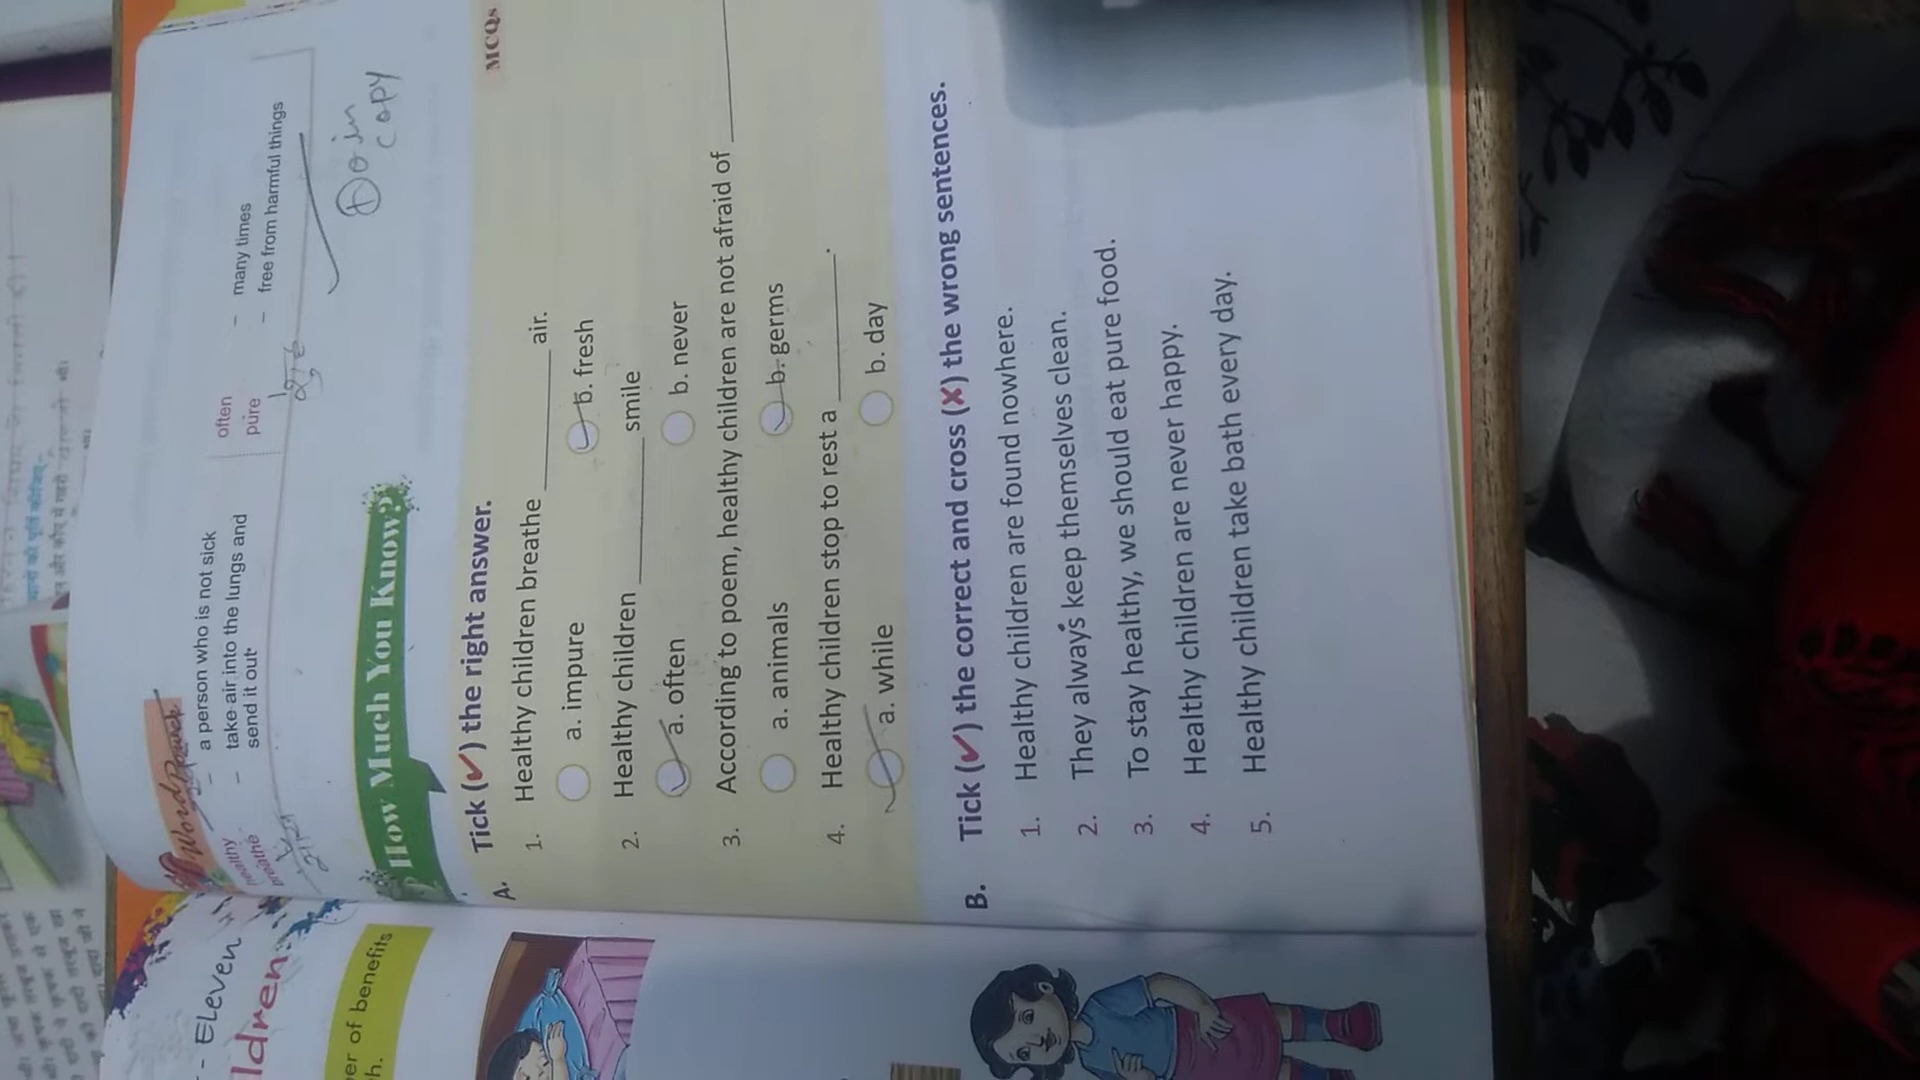 - Eleven
ldren
er of benefits
h.
Word Power
healthy – a person who is not sick
breathe – take air into the lungs and
send it out
often – many times
pure – free from harmful things
Do in
copy
How Much You Know?
MCQs
A. Tick (✓) the right answer.
1. Healthy children breathe ________ air.
a. impure b. fresh
2. Healthy children ________ smile
a. often b. never
3. According to poem, healthy children are not afraid of ________
a. animals b. germs
4. Healthy children stop to rest a ________.
a. while b. day
B. Tick (✓) the correct and cross (✗) the wrong sentences.
1. Healthy children are found nowhere.
2. They always keep themselves clean.
3. To stay healthy, we should eat pure food.
4. Healthy children are never happy.
5. Healthy children take bath every day.